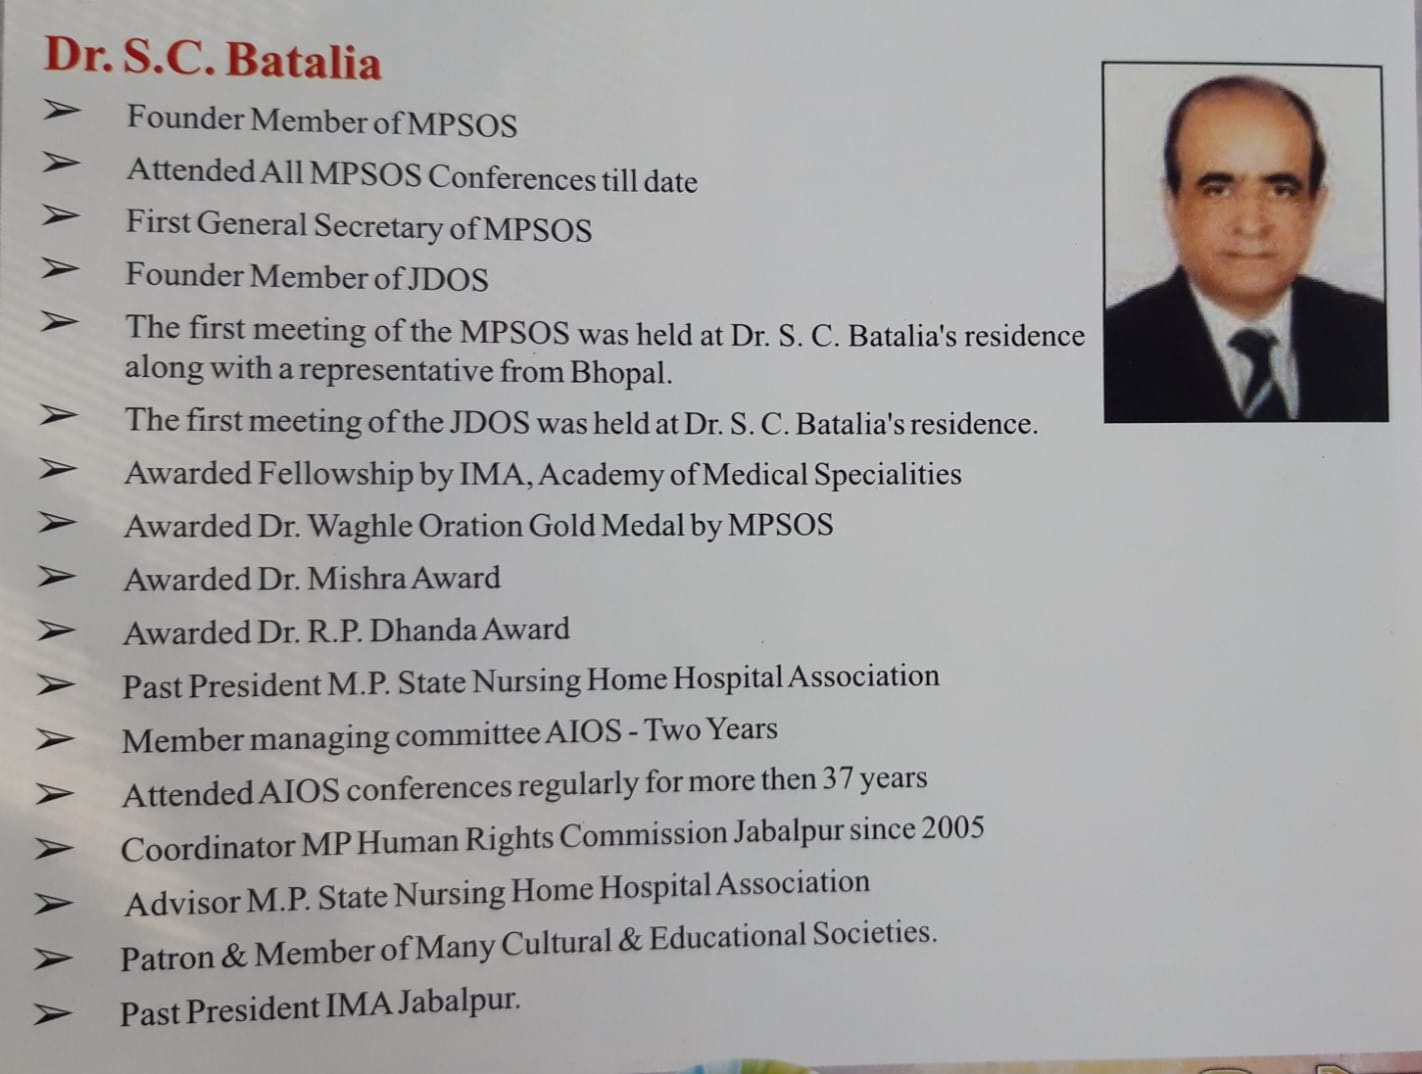 Dr. S.C. Batalia
➢ Founder Member of MPSOS
➢ Attended All MPSOS Conferences till date
➢ First General Secretary of MPSOS
➢ Founder Member of JDOS
➢ The first meeting of the MPSOS was held at Dr. S. C. Batalia's residence
along with a representative from Bhopal.
➢ The first meeting of the JDOS was held at Dr. S. C. Batalia's residence.
➢ Awarded Fellowship by IMA, Academy of Medical Specialities
➢ Awarded Dr. Waghle Oration Gold Medal by MPSOS
➢ Awarded Dr. Mishra Award
➢ Awarded Dr. R.P. Dhanda Award
➢ Past President M.P. State Nursing Home Hospital Association
➢ Member managing committee AIOS - Two Years
➢ Attended AIOS conferences regularly for more then 37 years
➢ Coordinator MP Human Rights Commission Jabalpur since 2005
➢ Advisor M.P. State Nursing Home Hospital Association
➢ Patron & Member of Many Cultural & Educational Societies.
➢ Past President IMA Jabalpur.